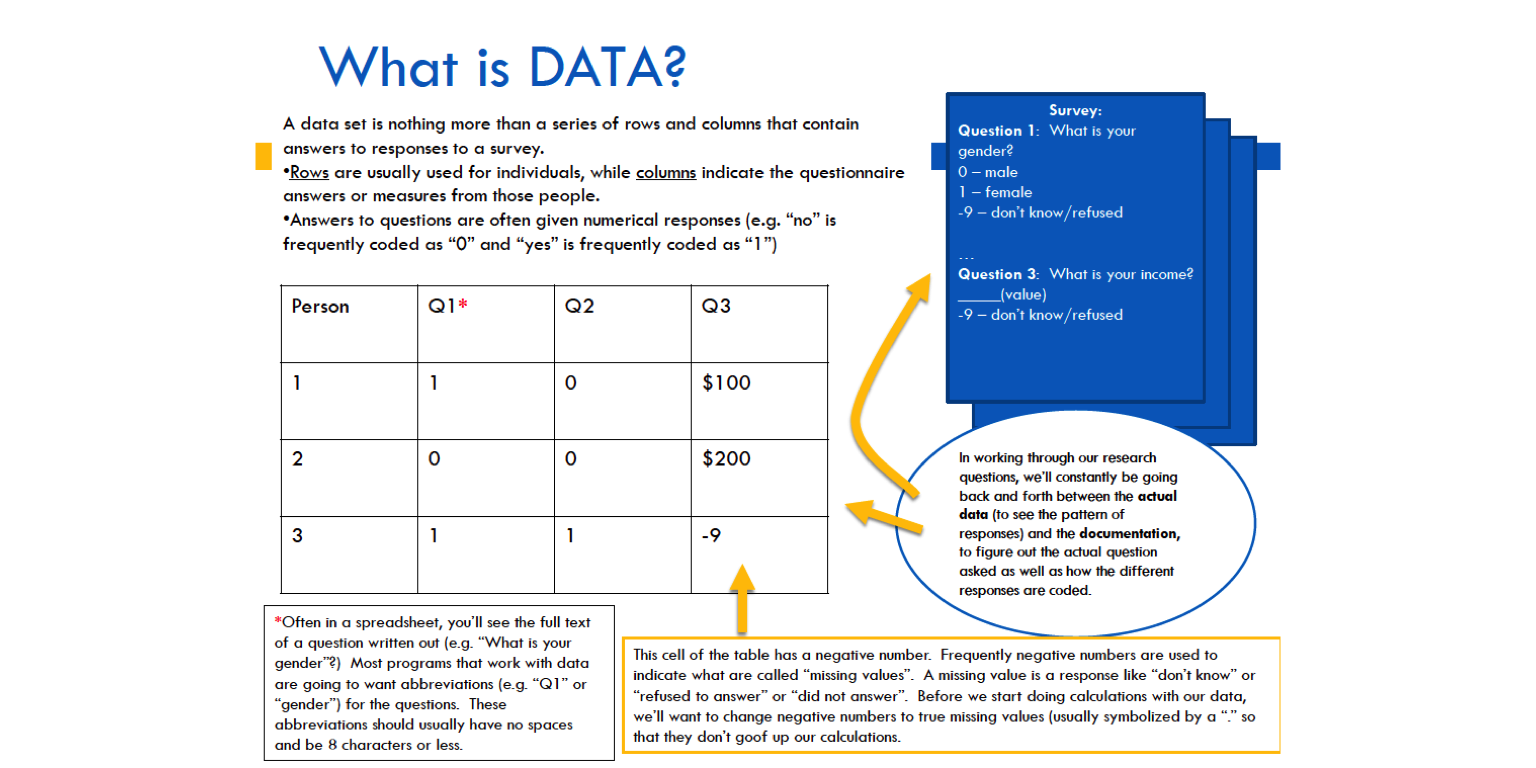 What is DATA?
A data set is nothing more than a series of rows and columns that contain
answers to responses to a survey.
•Rows are usually used for individuals, while columns indicate the questionnaire
answers or measures from those people.
•Answers to questions are often given numerical responses (e.g. “no” is
frequently coded as “0” and “yes” is frequently coded as “1”)
Person Q1* Q2 Q3
1 1 0 $100
2 0 0 $200
3 1 1 -9
*Often in a spreadsheet, you’ll see the full text
of a question written out (e.g. “What is your
gender”?) Most programs that work with data
are going to want abbreviations (e.g. “Q1” or
“gender”) for the questions. These
abbreviations should usually have no spaces
and be 8 characters or less.
Survey:
Question 1: What is your
gender?
0 – male
1 – female
-9 – don’t know/refused
...
Question 3: What is your income?
_____(value)
-9 – don’t know/refused
In working through our research
questions, we’ll constantly be going
back and forth between the actual
data (to see the pattern of
responses) and the documentation,
to figure out the actual question
asked as well as how the different
responses are coded.
This cell of the table has a negative number. Frequently negative numbers are used to
indicate what are called “missing values”. A missing value is a response like “don’t know” or
“refused to answer” or “did not answer”. Before we start doing calculations with our data,
we’ll want to change negative numbers to true missing values (usually symbolized by a “.” so
that they don’t goof up our calculations.